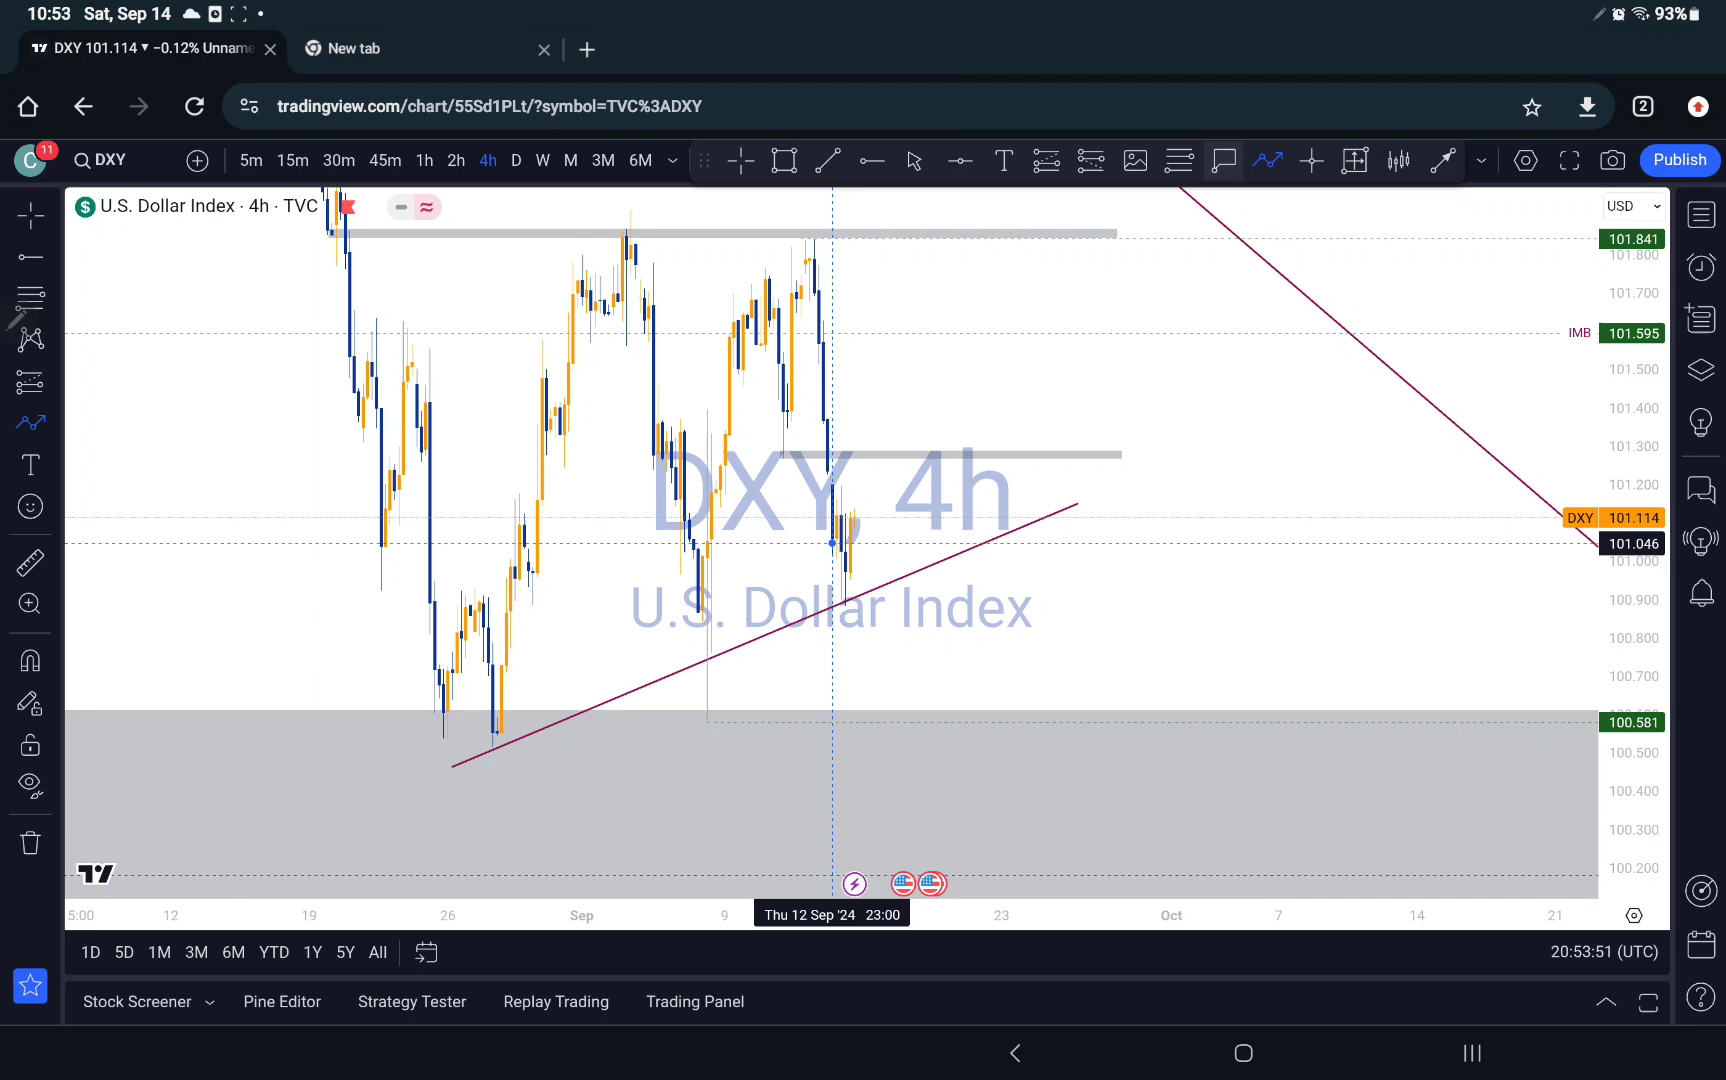 10:53 Sat, Sep 14 93%
DXY 101.114 ▼ −0.12% Unname
New tab
tradingview.com/chart/55Sd1PLt/?symbol=TVC%3ADXY
2
C 11 DXY 5m 15m 30m 45m 1h 2h 4h D W M 3M 6M T Publish
$ U.S. Dollar Index · 4h · TVC
USD
101.841
101.800
101.700
IMB 101.595
101.500
101.400
101.300
101.200
DXY 101.114
101.046
101.000
100.900
100.800
100.700
100.581
100.500
100.400
100.300
100.200
DXY, 4h
U.S. Dollar Index
5:00 12 19 26 Sep 9 Thu 12 Sep '24 23:00 23 Oct 7 14 21
1D 5D 1M 3M 6M YTD 1Y 5Y All 20:53:51 (UTC)
Stock Screener Pine Editor Strategy Tester Replay Trading Trading Panel